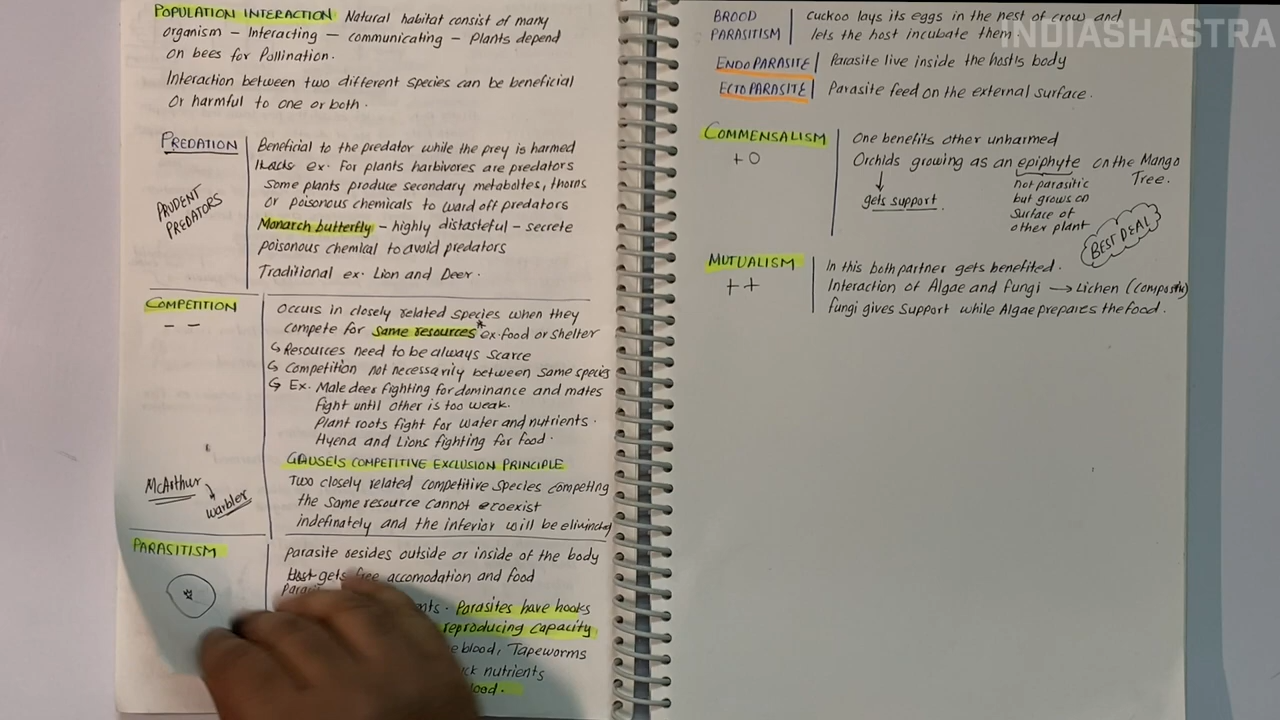 POPULATION INTERACTION Natural habitat consist of many
organism – Interacting – communicating – Plants depend
on bees for Pollination.
Interaction between two different species can be beneficial
Or harmful to one or both.
PREDATION
PRUDENT
PREDATORS
Beneficial to the predator while the prey is harmed
ex. For plants harbivores are predators
Some plants produce secondary metaboltes, thorns
or poisonous chemicals to ward off predators
Monarch butterfly – highly distasteful – secrete
poisonous chemical to avoid predators
Traditional ex. Lion and Deer.
COMPETITION
– –
Occurs in closely related species when they
compete for same resources* ex. food or shelter
↳ Resources need to be always scarce
↳ Competition not necessarily between same species
↳ Ex. Male deer fighting for dominance and mates
fight until other is too weak.
Plant roots fight for water and nutrients.
Hyena and Lions fighting for food.
GAUSE'S COMPETITIVE EXCLUSION PRINCIPLE
Two closely related competitive species competing
the same resource cannot coexist
indefinately and the inferior will be
McArthur
warbler
PARASITISM
Parasite resides outside or inside of the body
gets free accomodation and food
Parasites have hooks
reproducing capacity
blood, Tapeworms
nutrients
BROOD
PARASITISM
cuckoo lays its eggs in the nest of crow and
lets the host incubate them.
INDIASHASTRA
ENDOPARASITE Parasite live inside the host's body
ECTOPARASITE Parasite feed on the external surface.
COMMENSALISM
+ 0
One benefits other unharmed
Orchids growing as an epiphyte on the Mango
Tree.
↓
gets support
not parasitic
but grows on
surface of
other plant
BEST DEAL
MUTUALISM
+ +
In this both partner gets benefited.
Interaction of Algae and fungi → Lichen
fungi gives support while Algae prepares the food.